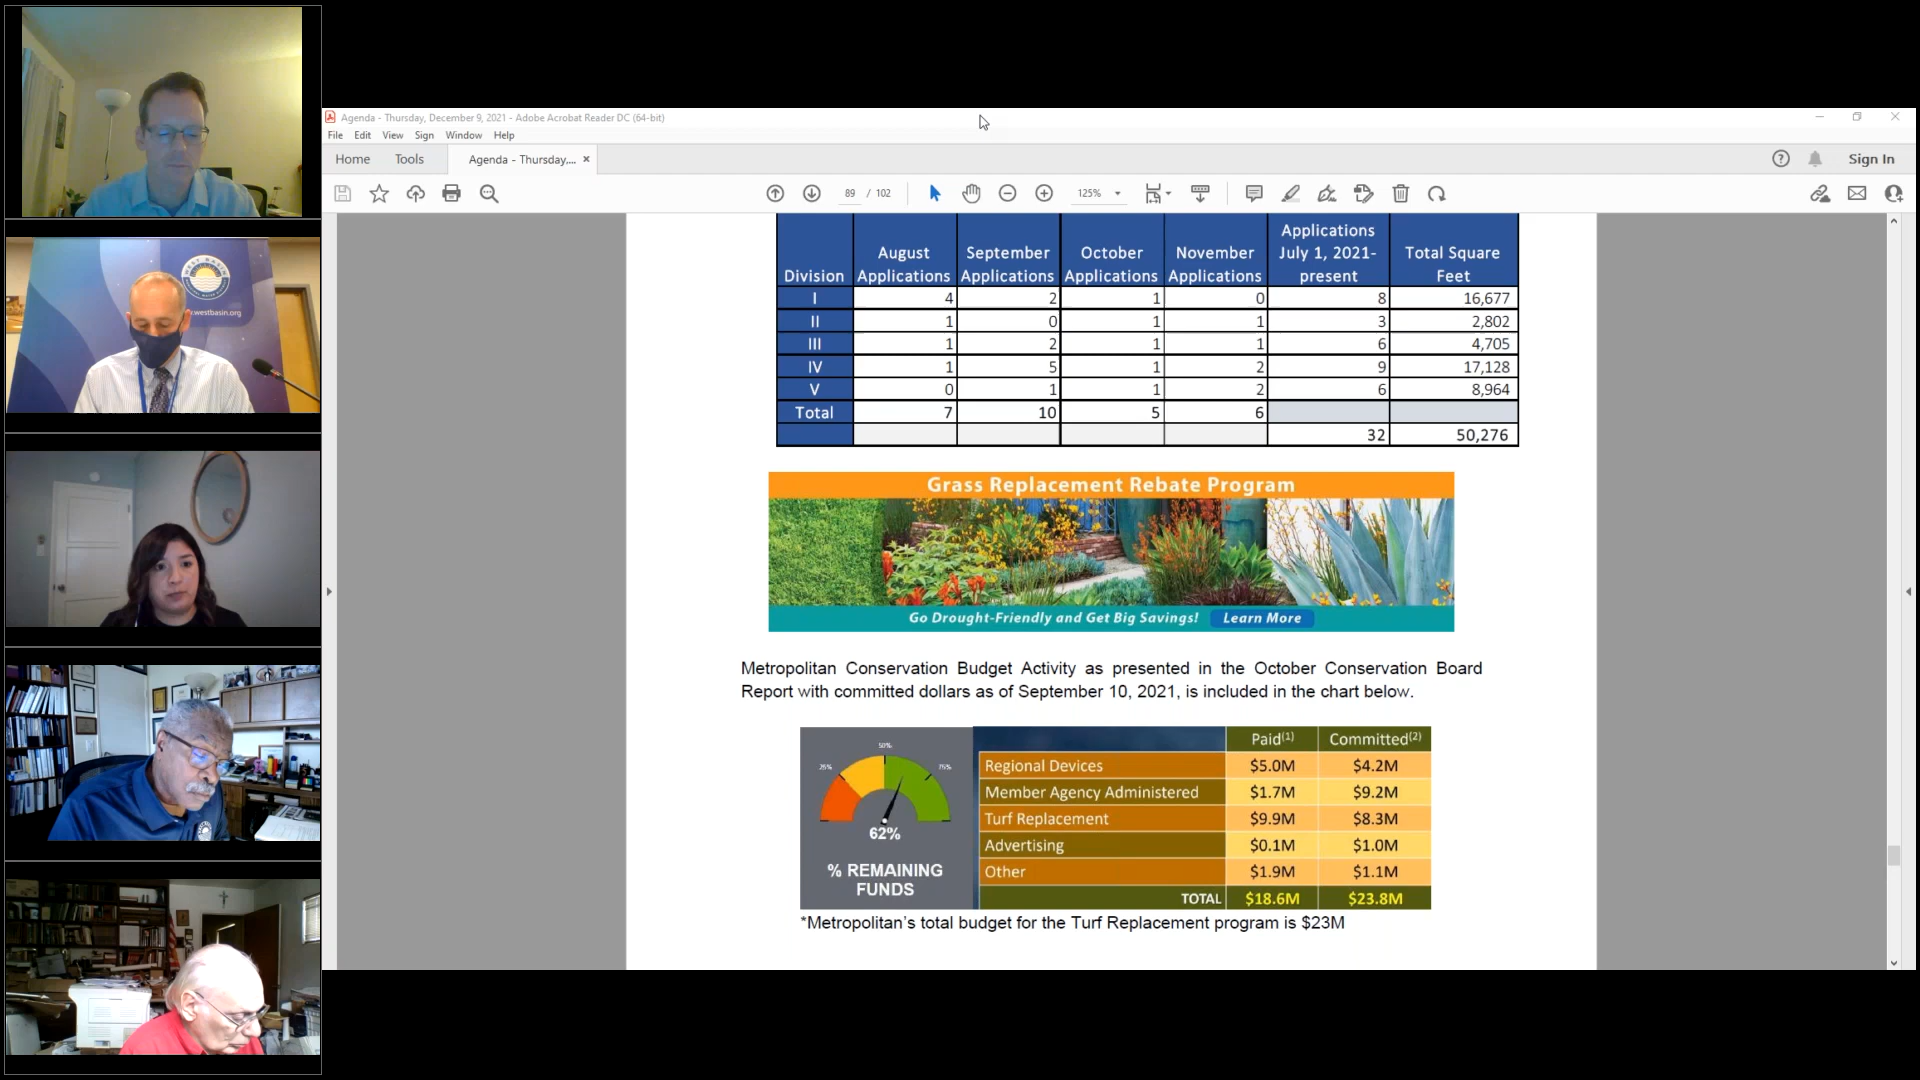 Agenda - Thursday, December 9, 2021 - Adobe Acrobat Reader DC (64-bit)
File Edit View Sign Window Help
Home Tools Agenda - Thursday,... × Sign In
89 / 102 125%
Division August Applications September Applications October Applications November Applications Applications July 1, 2021-present Total Square Feet
I 4 2 1 0 8 16,677
II 1 0 1 1 3 2,802
III 1 2 1 1 6 4,705
IV 1 5 1 2 9 17,128
V 0 1 1 2 6 8,964
Total 7 10 5 6
32 50,276
Grass Replacement Rebate Program
Go Drought-Friendly and Get Big Savings! Learn More
Metropolitan Conservation Budget Activity as presented in the October Conservation Board
Report with committed dollars as of September 10, 2021, is included in the chart below.
25% 50% 75%
62%
% REMAINING
FUNDS
Paid(1) Committed(2)
Regional Devices $5.0M $4.2M
Member Agency Administered $1.7M $9.2M
Turf Replacement $9.9M $8.3M
Advertising $0.1M $1.0M
Other $1.9M $1.1M
TOTAL $18.6M $23.8M
*Metropolitan's total budget for the Turf Replacement program is $23M
WEST BASIN
.westbasin.org